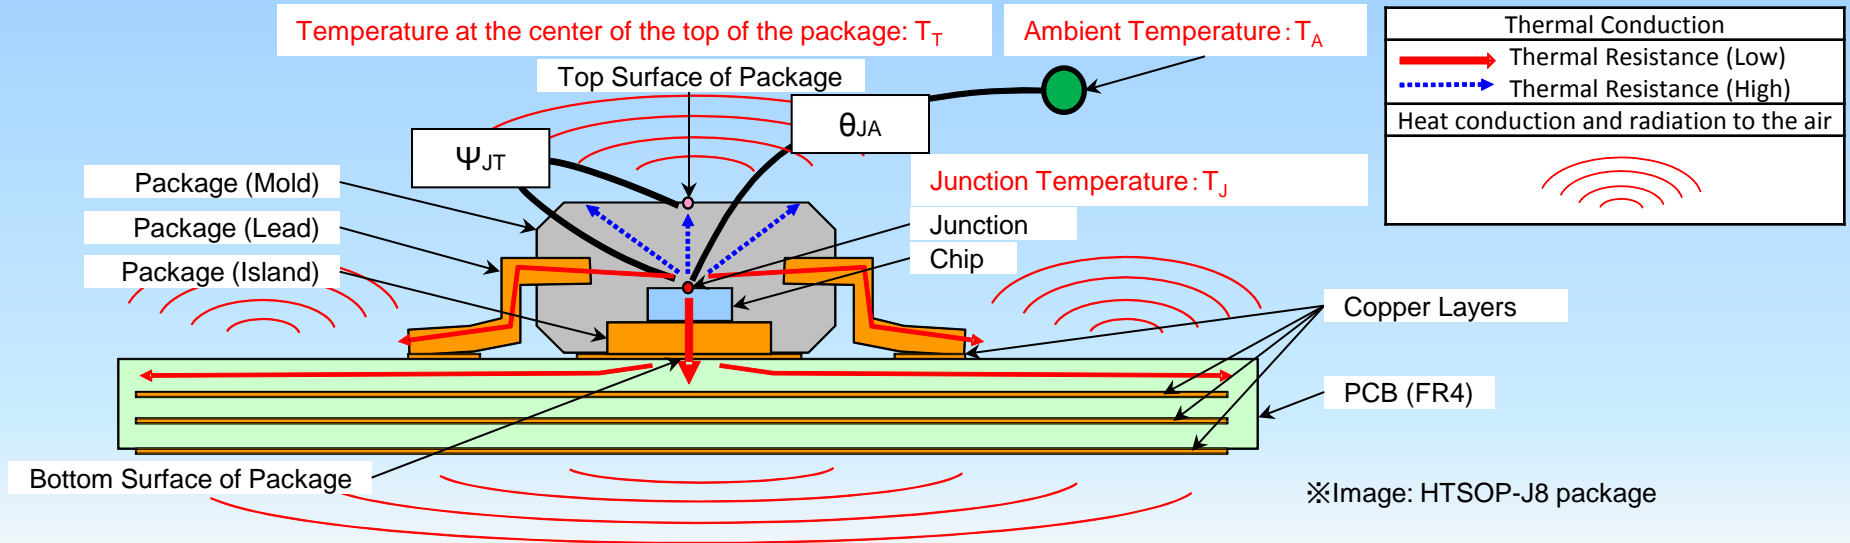 Temperature at the center of the top of the package: TT
Ambient Temperature : TA
Thermal Conduction
Thermal Resistance (Low)
Thermal Resistance (High)
Heat conduction and radiation to the air
Top Surface of Package
θJA
ΨJT
Package (Mold)
Junction Temperature : TJ
Package (Lead)
Junction
Package (Island)
Chip
Copper Layers
PCB (FR4)
Bottom Surface of Package
※Image: HTSOP-J8 package